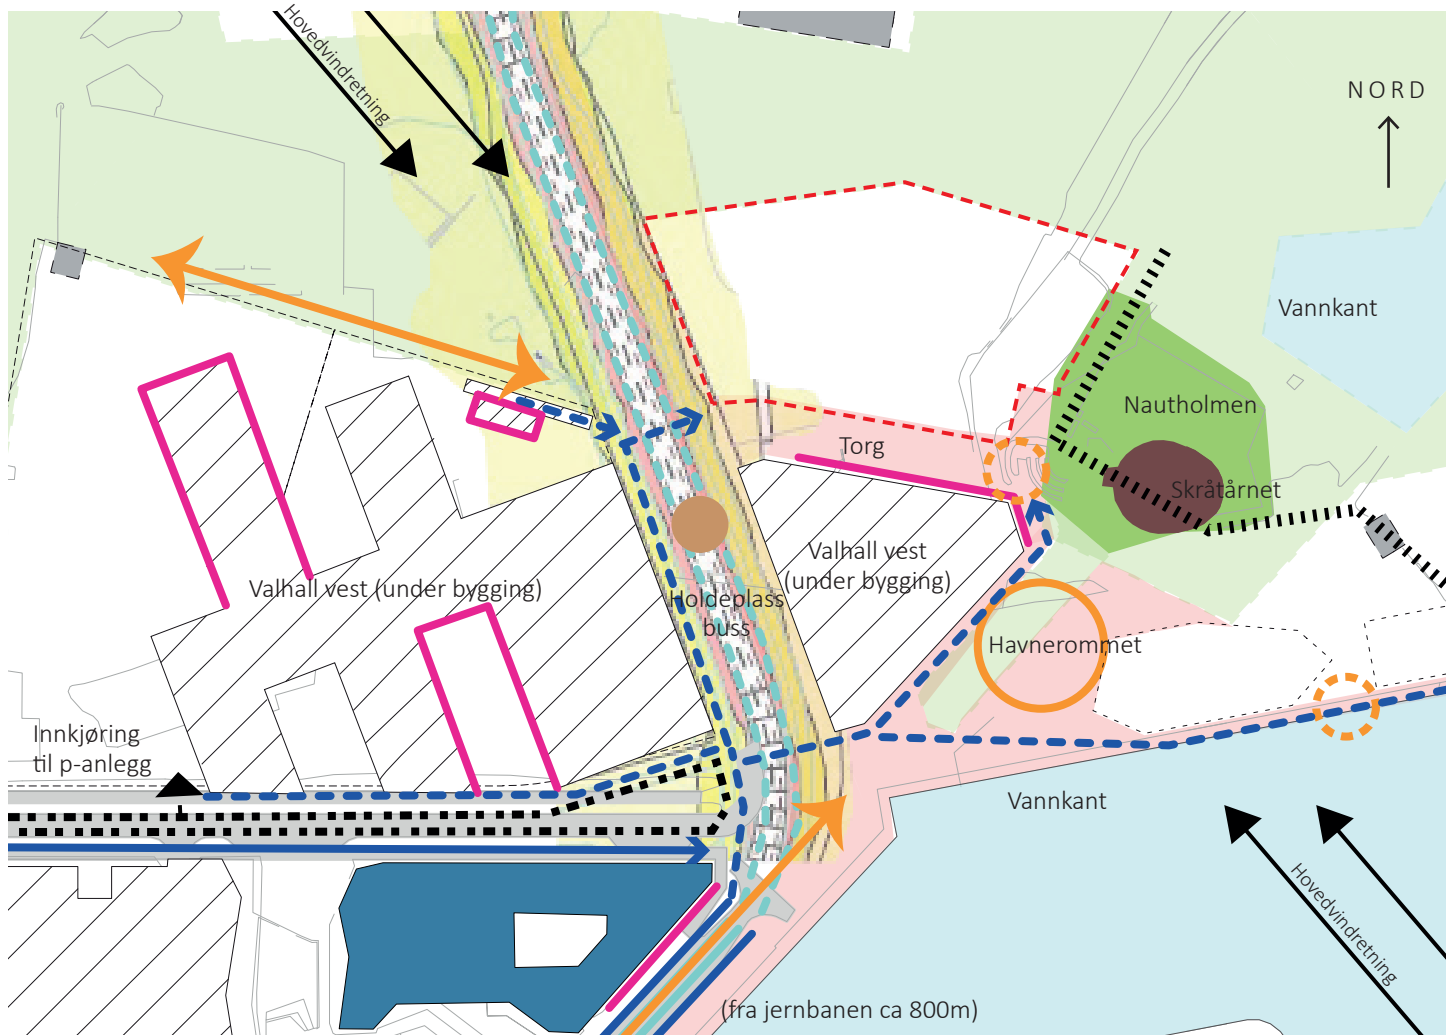 Hovedvindretning
NORD
Vannkant
Nautholmen
Torg
Skråtårnet
Valhall vest
(under bygging)
Valhall vest (under bygging)
Holdeplass
buss
Havnerommet
Innkjøring
til p-anlegg
Vannkant
Hovedvindretning
(fra jernbanen ca 800m)